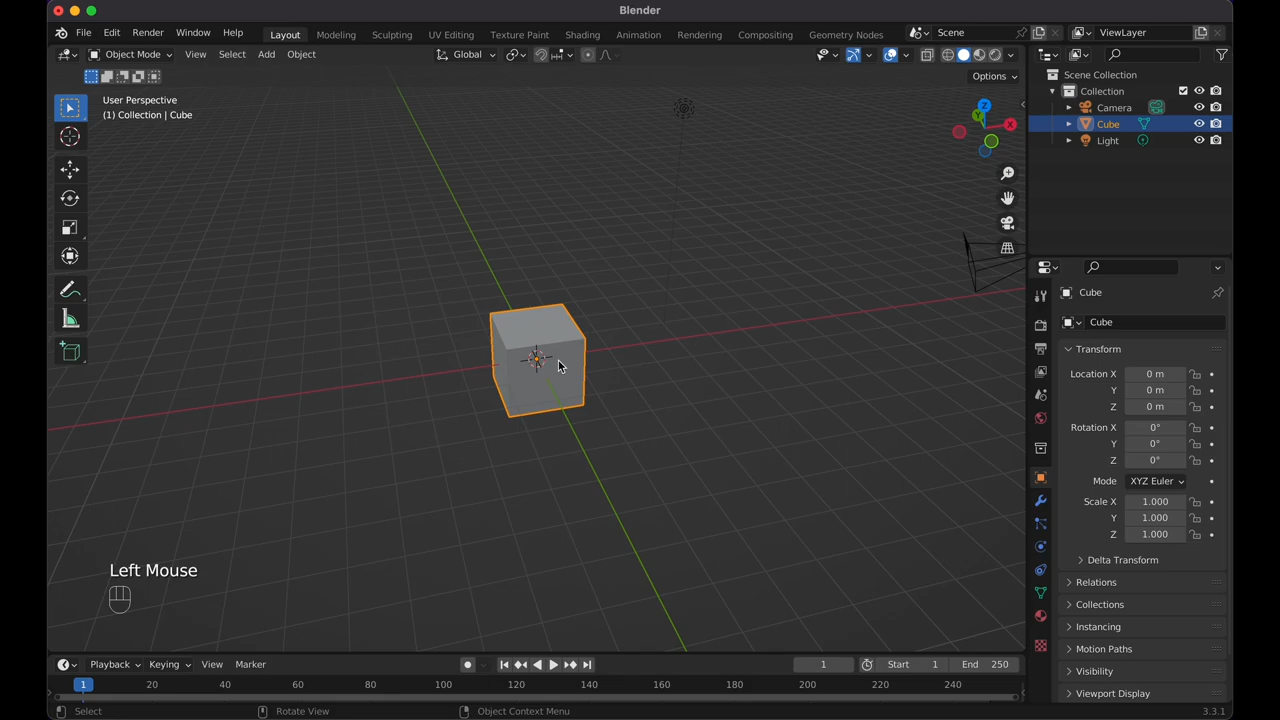 Blender
File Edit Render Window Help Layout Modeling Sculpting UV Editing Texture Paint Shading Animation Rendering Compositing Geometry Nodes Scene ViewLayer
Object Mode View Select Add Object Global
Options
User Perspective
(1) Collection | Cube
Z
Y
X
Left Mouse
Scene Collection
Collection
Camera
Cube
Light
Cube
Cube
Transform
Location X 0 m
Y 0 m
Z 0 m
Rotation X 0°
Y 0°
Z 0°
Mode XYZ Euler
Scale X 1.000
Y 1.000
Z 1.000
Delta Transform
Relations
Collections
Instancing
Motion Paths
Visibility
Viewport Display
Playback Keying View Marker 1 Start 1 End 250
1 20 40 60 80 100 120 140 160 180 200 220 240
Select Rotate View Object Context Menu 3.3.1